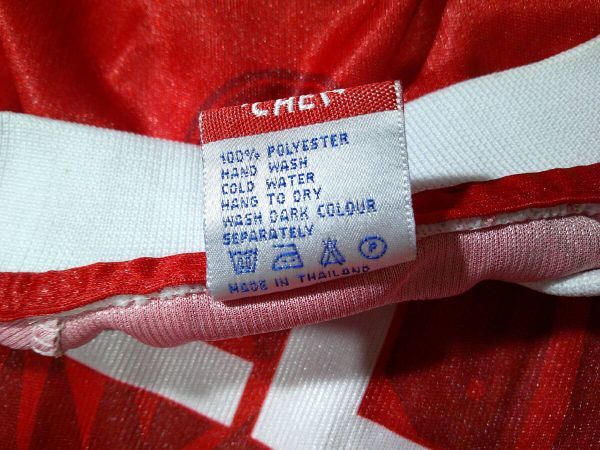 100% POLYESTER
HAND WASH
COLD WATER
HANG TO DRY
WASH DARK COLOUR
SEPARATELY
P
MADE IN THAILAND